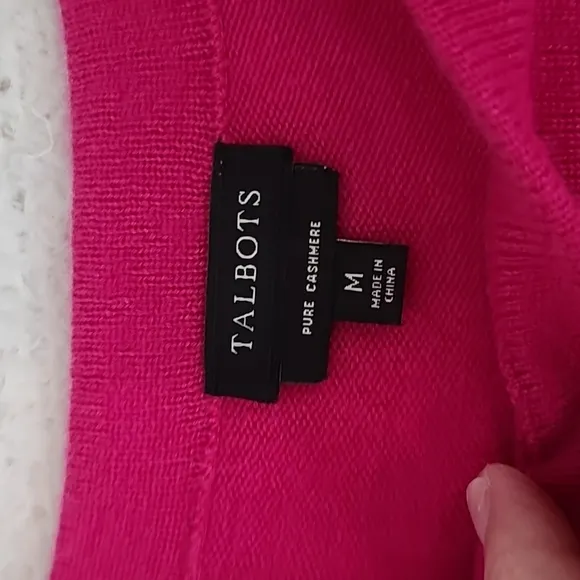 TALBOTS
PURE CASHMERE
M
MADE IN
CHINA